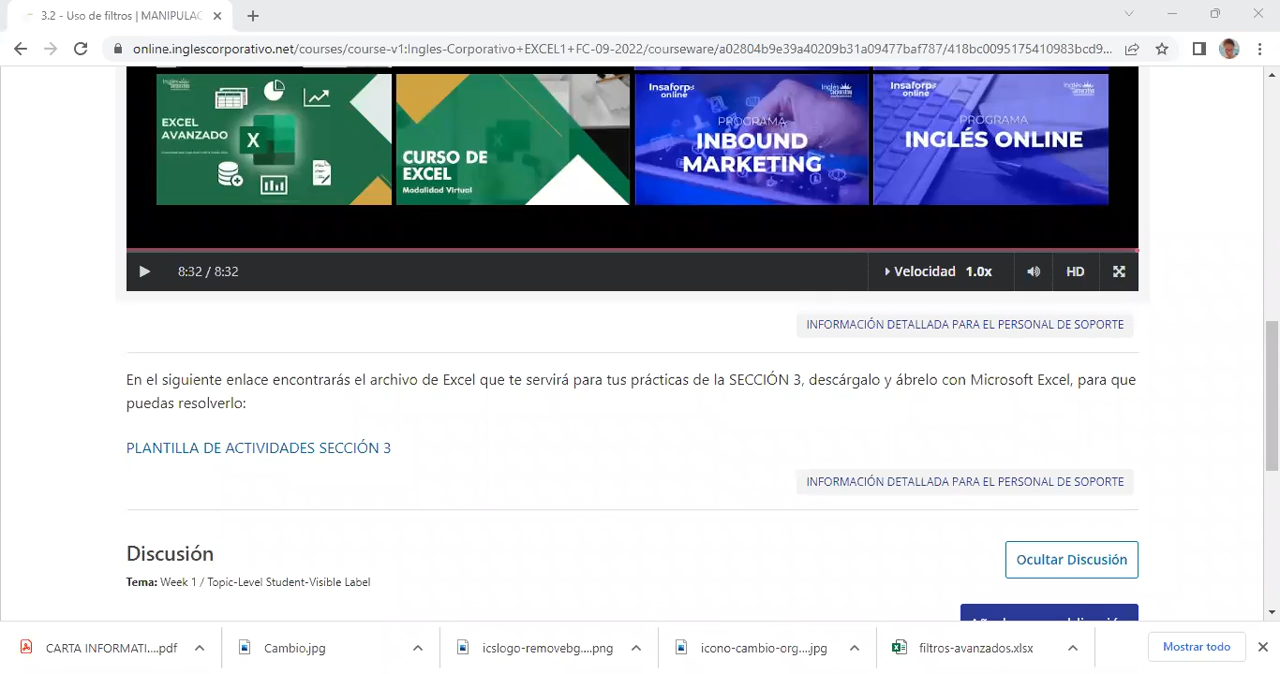 3.2 - Uso de filtros | MANIPULAC
online.inglescorporativo.net/courses/course-v1:Ingles-Corporativo+EXCEL1+FC-09-2022/courseware/a02804b9e39a40209b31a09477baf787/418bc0095175410983bcd9...
EXCEL
AVANZADO
CURSO DE
EXCEL
Modalidad Virtual
Insaforp
online
PROGRAMA
INBOUND
MARKETING
Insaforp
online
PROGRAMA
INGLÉS ONLINE
8:32 / 8:32
Velocidad 1.0x
HD
INFORMACIÓN DETALLADA PARA EL PERSONAL DE SOPORTE
En el siguiente enlace encontrarás el archivo de Excel que te servirá para tus prácticas de la SECCIÓN 3, descárgalo y ábrelo con Microsoft Excel, para que
puedas resolverlo:
PLANTILLA DE ACTIVIDADES SECCIÓN 3
INFORMACIÓN DETALLADA PARA EL PERSONAL DE SOPORTE
Discusión
Ocultar Discusión
Tema: Week 1 / Topic-Level Student-Visible Label
CARTA INFORMATI....pdf
Cambio.jpg
icslogo-removebg....png
icono-cambio-org....jpg
filtros-avanzados.xlsx
Mostrar todo